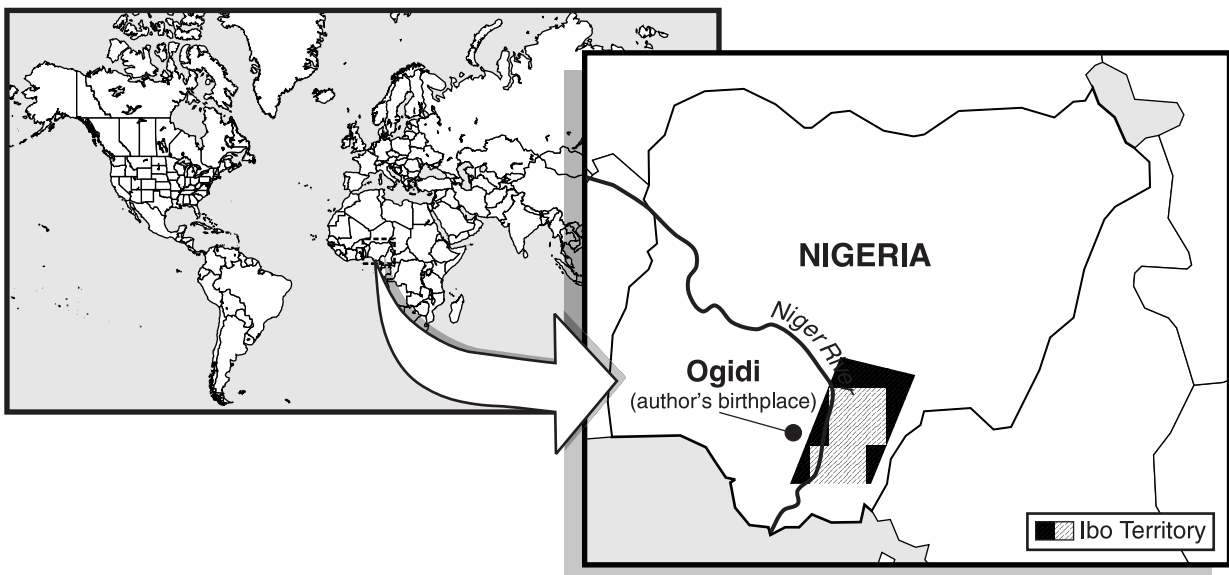 NIGERIA
Niger River
Ogidi
(author's birthplace)
Ibo Territory